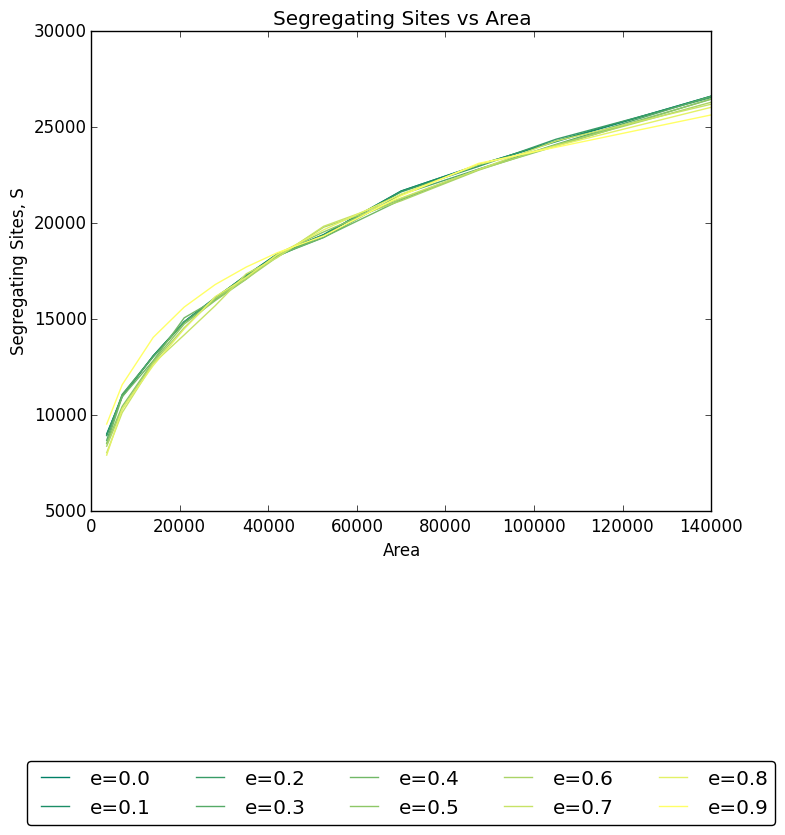 Segregating Sites vs Area
30000
25000
20000
15000
10000
5000
Segregating Sites, S
0 20000 40000 60000 80000 100000 120000 140000
Area
e=0.0 e=0.2 e=0.4 e=0.6 e=0.8
e=0.1 e=0.3 e=0.5 e=0.7 e=0.9